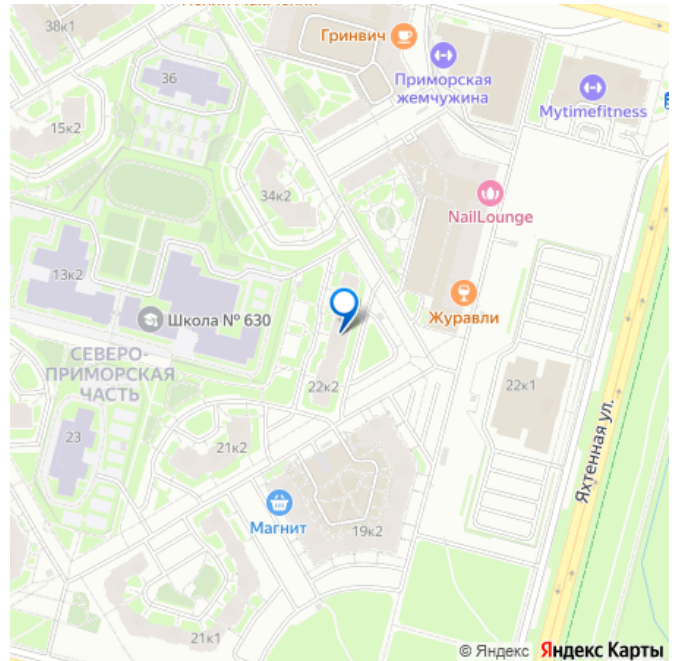 38к1
Гринвич
Приморская
жемчужина
36
Mytimefitness
15к2
34к2
NailLounge
13к2
Школа № 630
Журавли
СЕВЕРО-
ПРИМОРСКАЯ
ЧАСТЬ
22к2
22к1
Яхтенная ул.
23
21к2
Магнит
19к2
21к1
© Яндекс Яндекс Карты